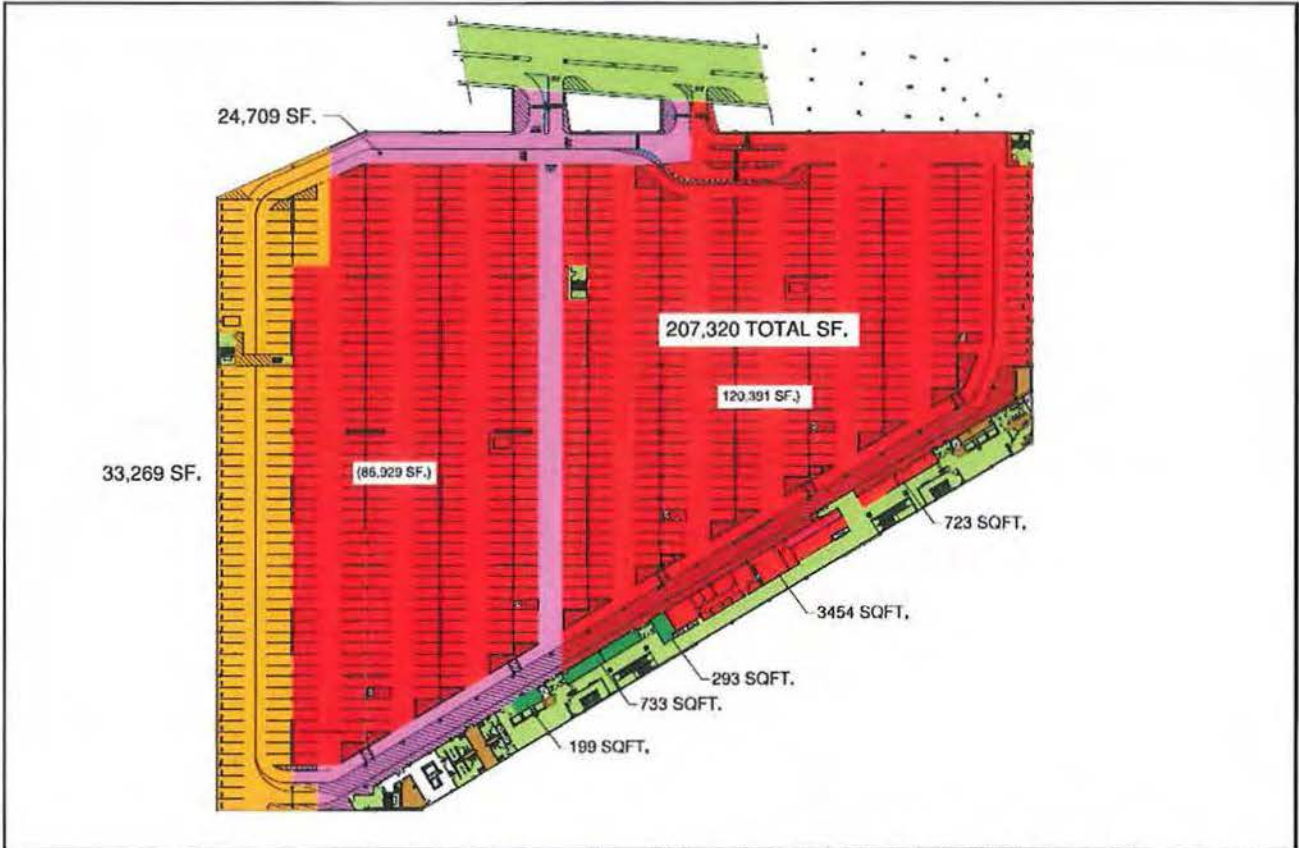 24,709 SF.
207,320 TOTAL SF.
120,391 SF.)
33,269 SF.
(86,929 SF.)
723 SQFT.
3454 SQFT.
293 SQFT.
733 SQFT.
199 SQFT.